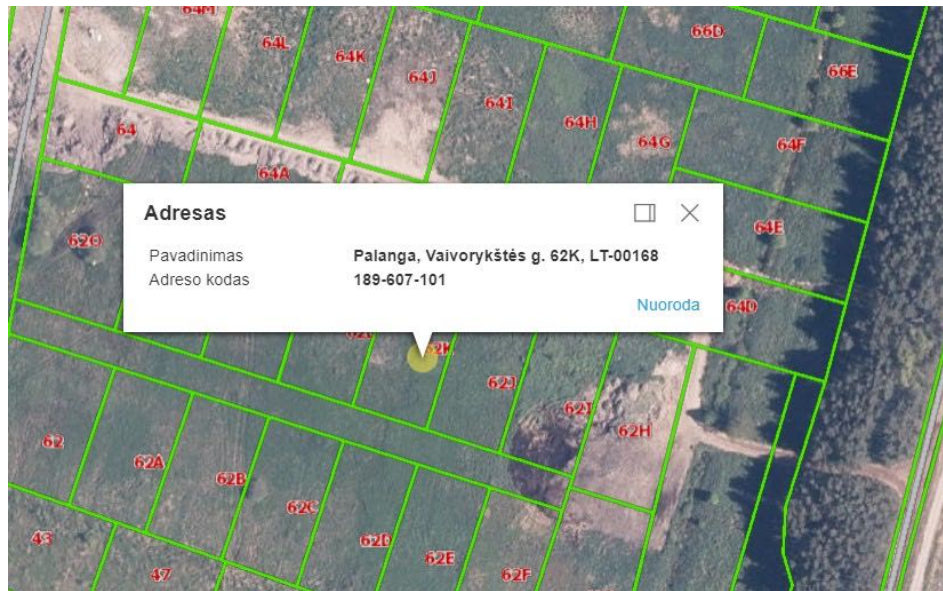 64M
64L
64K
64J
64I
64H
64G
66D
66E
64F
64
64A
64E
62O
Adresas
Pavadinimas Palanga, Vaivorykštės g. 62K, LT-00168
Adreso kodas 189-607-101
Nuoroda
64D
62K
62J
62I
62H
62
62A
62B
62C
62D
62E
62F
43
47